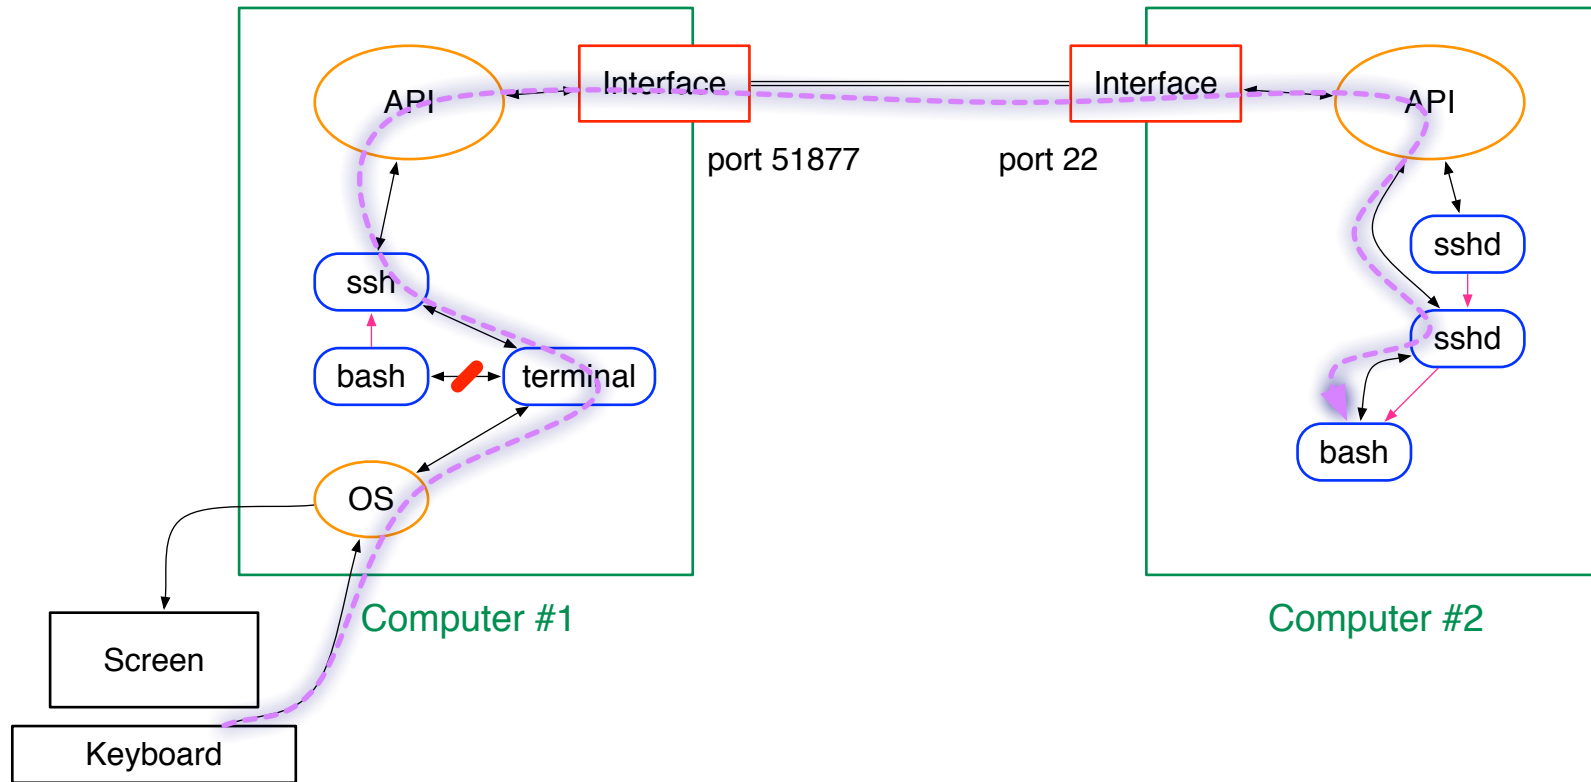 API
Interface
Interface
API
port 51877
port 22
sshd
ssh
sshd
bash
terminal
bash
OS
Computer #1
Computer #2
Screen
Keyboard